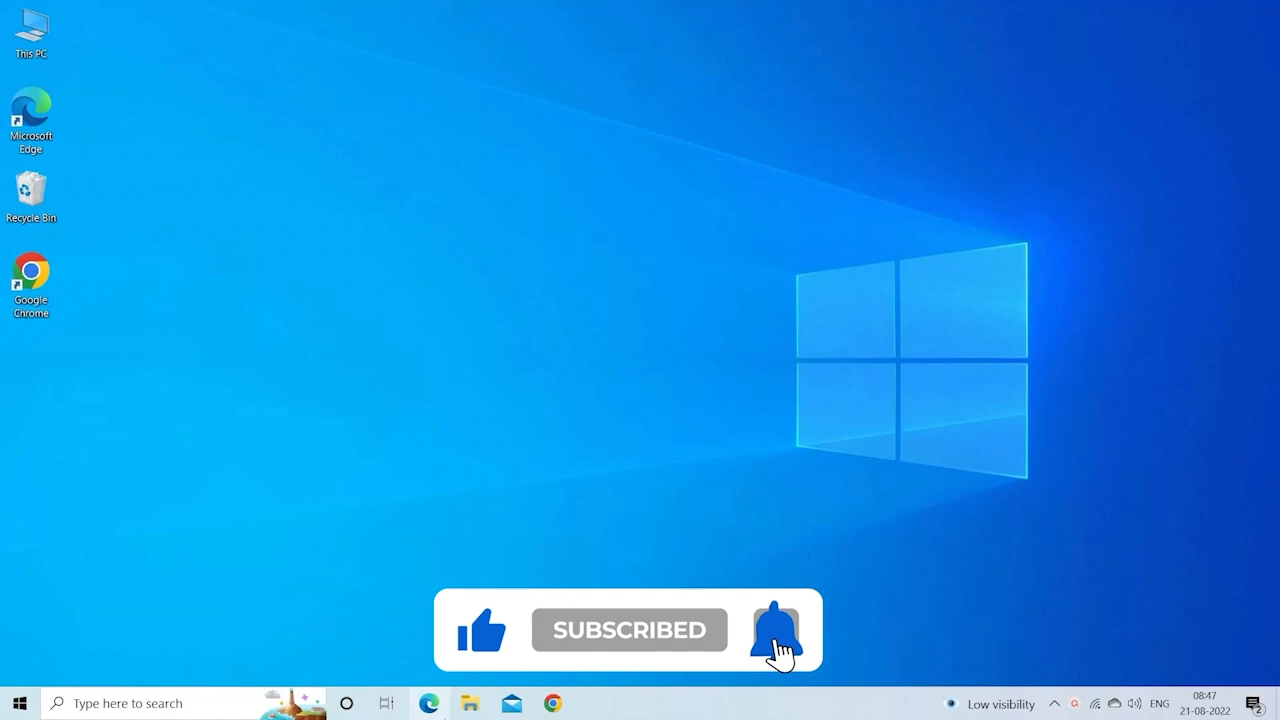 This PC
Microsoft
Edge
Recycle Bin
Google
Chrome
SUBSCRIBED
Type here to search
Low visibility
ENG
08:47
21-08-2022
2